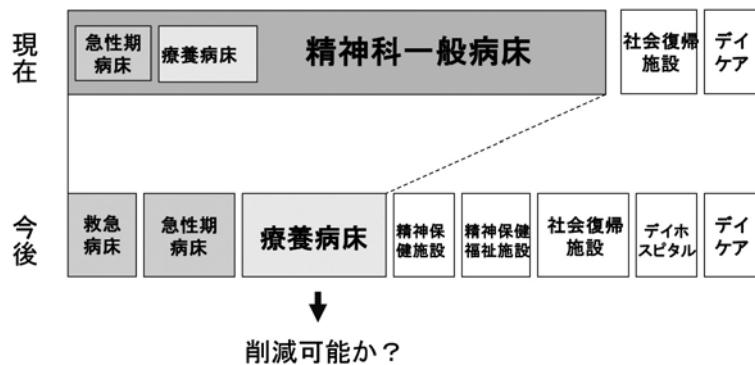 現在
急性期
病床
療養病床
精神科一般病床
社会復帰
施設
デイ
ケア
今後
救急
病床
急性期
病床
療養病床
精神保
健施設
精神保健
福祉施設
社会復帰
施設
デイホ
スピタル
デイ
ケア
削減可能か？